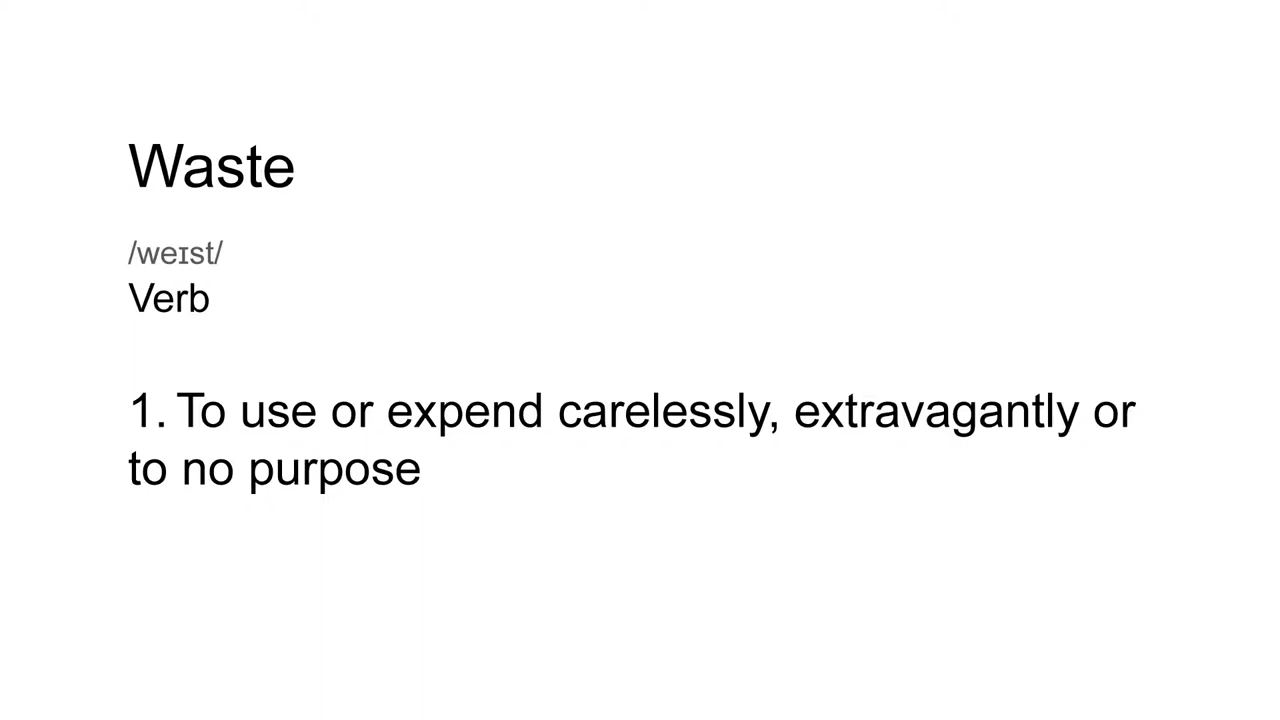 Waste
/weɪst/
Verb
1. To use or expend carelessly, extravagantly or
to no purpose